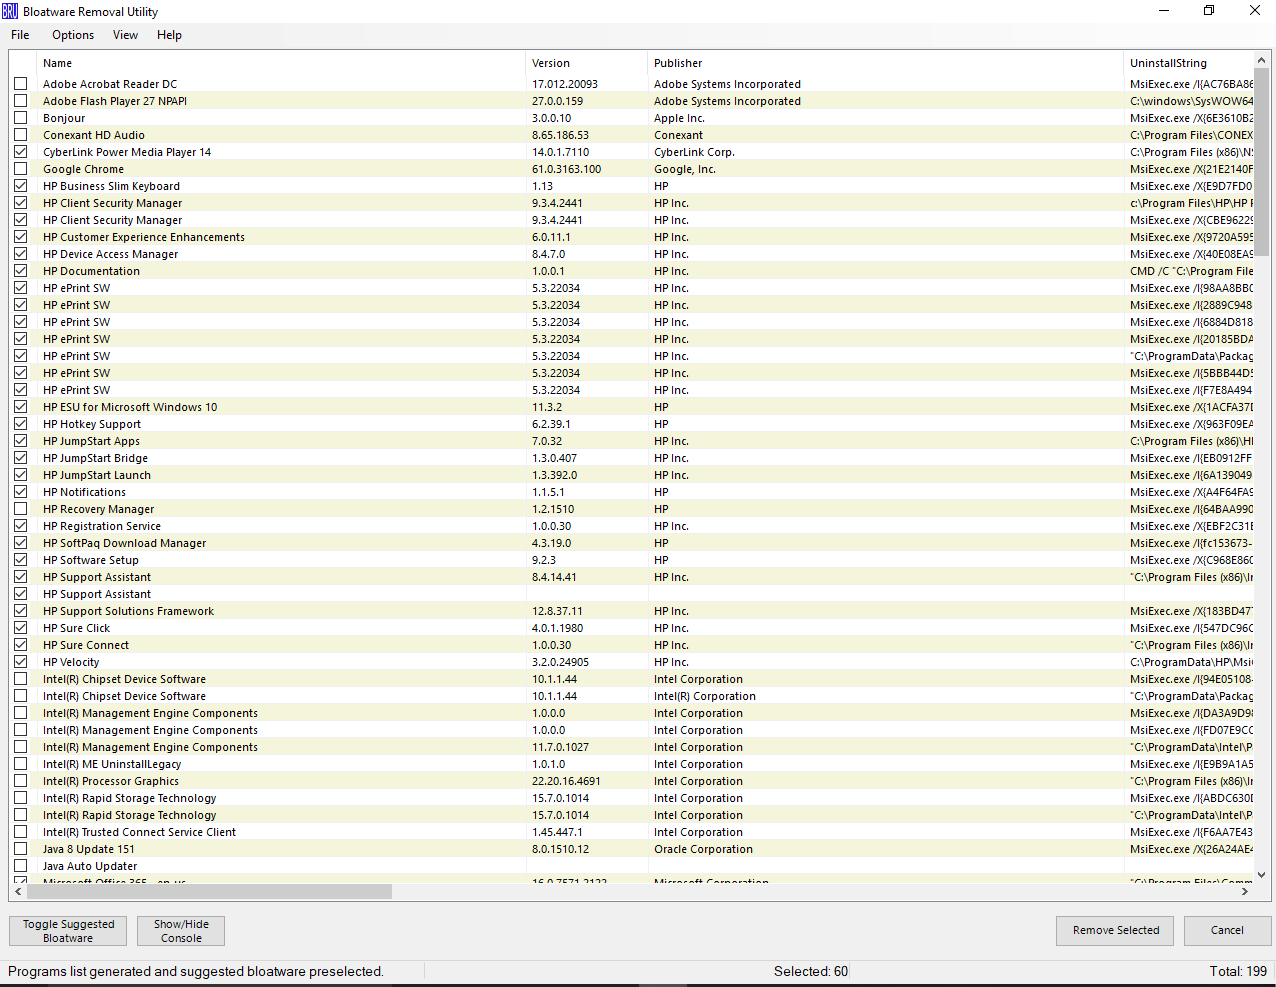 BRU Bloatware Removal Utility
File Options View Help
Name Version Publisher UninstallString
Adobe Acrobat Reader DC 17.012.20093 Adobe Systems Incorporated MsiExec.exe /I{AC76BA86
Adobe Flash Player 27 NPAPI 27.0.0.159 Adobe Systems Incorporated C:\windows\SysWOW64
Bonjour 3.0.0.10 Apple Inc. MsiExec.exe /X{6E3610B2
Conexant HD Audio 8.65.186.53 Conexant C:\Program Files\CONEX
CyberLink Power Media Player 14 14.0.1.7110 CyberLink Corp. C:\Program Files (x86)\NS
Google Chrome 61.0.3163.100 Google, Inc. MsiExec.exe /X{21E2140F
HP Business Slim Keyboard 1.13 HP MsiExec.exe /X{E9D7FD0
HP Client Security Manager 9.3.4.2441 HP Inc. c:\Program Files\HP\HP P
HP Client Security Manager 9.3.4.2441 HP Inc. MsiExec.exe /X{CBE96229
HP Customer Experience Enhancements 6.0.11.1 HP Inc. MsiExec.exe /X{9720A595
HP Device Access Manager 8.4.7.0 HP Inc. MsiExec.exe /X{40E08EA9
HP Documentation 1.0.0.1 HP Inc. CMD /C "C:\Program File
HP ePrint SW 5.3.22034 HP Inc. MsiExec.exe /I{98AA8BB0
HP ePrint SW 5.3.22034 HP Inc. MsiExec.exe /I{2889C948
HP ePrint SW 5.3.22034 HP Inc. MsiExec.exe /I{6884D818
HP ePrint SW 5.3.22034 HP Inc. MsiExec.exe /I{20185BDA
HP ePrint SW 5.3.22034 HP Inc. "C:\ProgramData\Packag
HP ePrint SW 5.3.22034 HP Inc. MsiExec.exe /I{5BBB44D5
HP ePrint SW 5.3.22034 HP Inc. MsiExec.exe /I{F7E8A494
HP ESU for Microsoft Windows 10 11.3.2 HP MsiExec.exe /X{1ACFA37
HP Hotkey Support 6.2.39.1 HP MsiExec.exe /X{963F09EA
HP JumpStart Apps 7.0.32 HP Inc. C:\Program Files (x86)\H
HP JumpStart Bridge 1.3.0.407 HP Inc. MsiExec.exe /I{EB0912FF
HP JumpStart Launch 1.3.392.0 HP Inc. MsiExec.exe /I{6A139049
HP Notifications 1.1.5.1 HP MsiExec.exe /X{A4F64FA9
HP Recovery Manager 1.2.1510 HP MsiExec.exe /I{64BAA990
HP Registration Service 1.0.0.30 HP Inc. MsiExec.exe /X{EBF2C31
HP SoftPaq Download Manager 4.3.19.0 HP MsiExec.exe /I{fc153673-
HP Software Setup 9.2.3 HP MsiExec.exe /X{C968E860
HP Support Assistant 8.4.14.41 HP Inc. "C:\Program Files (x86)\I
HP Support Assistant
HP Support Solutions Framework 12.8.37.11 HP Inc. MsiExec.exe /X{183BD47
HP Sure Click 4.0.1.1980 HP Inc. MsiExec.exe /I{547DC96C
HP Sure Connect 1.0.0.30 HP Inc. "C:\Program Files (x86)\I
HP Velocity 3.2.0.24905 HP Inc. C:\ProgramData\HP\Msi
Intel(R) Chipset Device Software 10.1.1.44 Intel Corporation MsiExec.exe /I{94E05108-
Intel(R) Chipset Device Software 10.1.1.44 Intel(R) Corporation "C:\ProgramData\Packag
Intel(R) Management Engine Components 1.0.0.0 Intel Corporation MsiExec.exe /I{DA3A9D98
Intel(R) Management Engine Components 1.0.0.0 Intel Corporation MsiExec.exe /I{FD07E9CC
Intel(R) Management Engine Components 11.7.0.1027 Intel Corporation "C:\ProgramData\Intel\P
Intel(R) ME UninstallLegacy 1.0.1.0 Intel Corporation MsiExec.exe /I{E9B9A1A5
Intel(R) Processor Graphics 22.20.16.4691 Intel Corporation "C:\Program Files (x86)\I
Intel(R) Rapid Storage Technology 15.7.0.1014 Intel Corporation MsiExec.exe /I{ABDC630
Intel(R) Rapid Storage Technology 15.7.0.1014 Intel Corporation "C:\ProgramData\Intel\P
Intel(R) Trusted Connect Service Client 1.45.447.1 Intel Corporation MsiExec.exe /I{F6AA7E43
Java 8 Update 151 8.0.1510.12 Oracle Corporation MsiExec.exe /X{26A24AE4
Java Auto Updater
Microsoft Office 365 - en-us 16.0.7571.2122 Microsoft Corporation "C:\Program Files\Comm
Toggle Suggested
Bloatware
Show/Hide
Console
Remove Selected
Cancel
Programs list generated and suggested bloatware preselected. Selected: 60 Total: 199